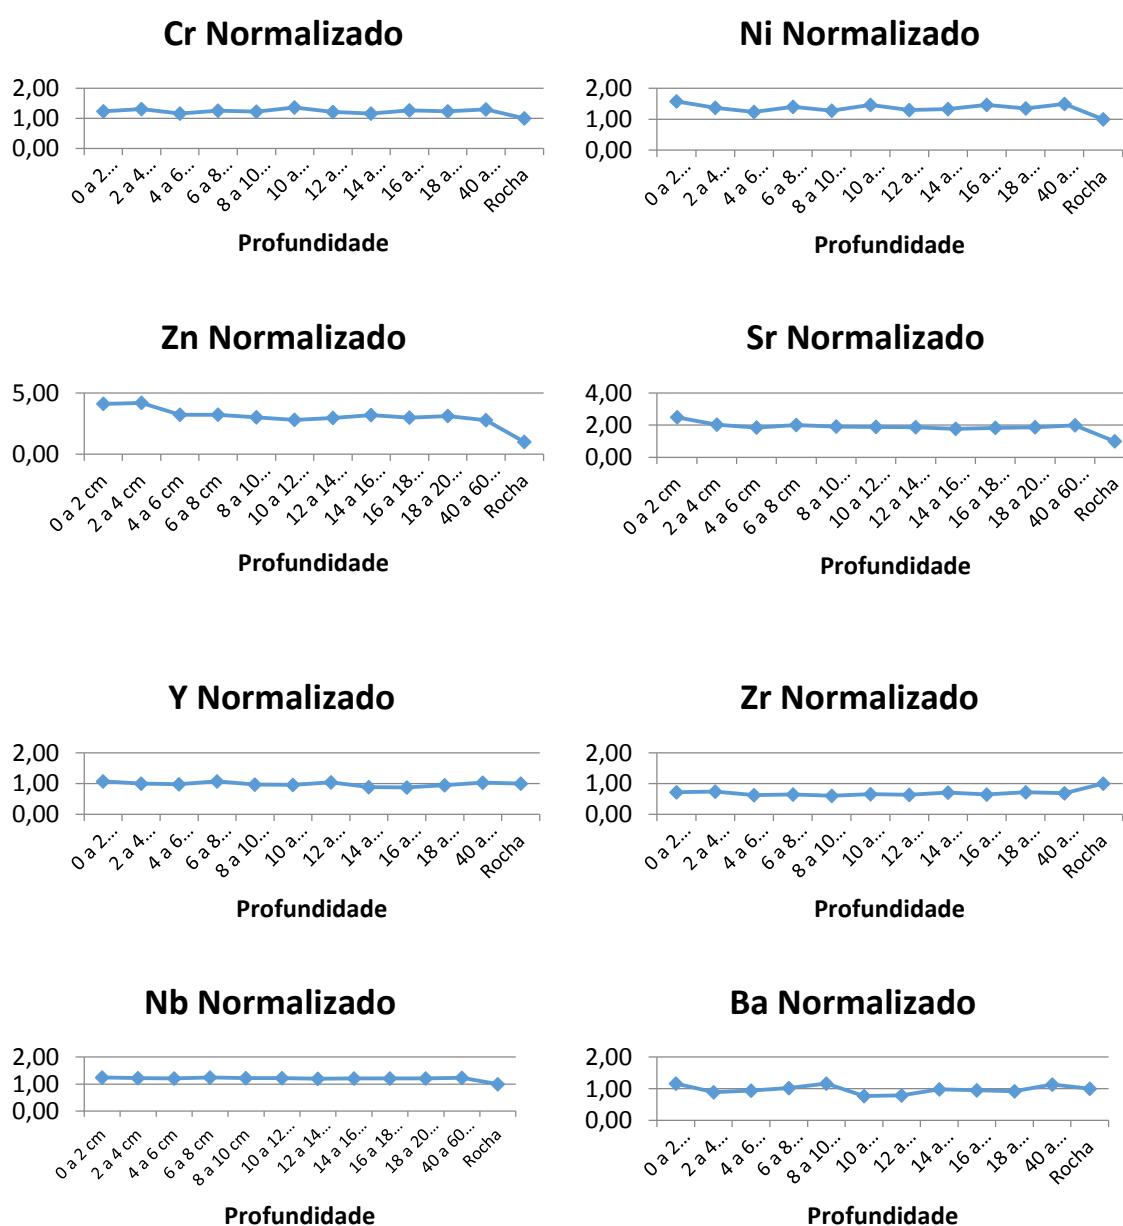 Cr Normalizado
2,00
1,00
0,00
0 a 2...
2 a 4...
4 a 6...
6 a 8...
8 a 10...
10 a...
12 a...
14 a...
16 a...
18 a...
40 a...
Rocha
Profundidade
Ni Normalizado
2,00
1,00
0,00
0 a 2...
2 a 4...
4 a 6...
6 a 8...
8 a 10...
10 a...
12 a...
14 a...
16 a...
18 a...
40 a...
Rocha
Profundidade
Zn Normalizado
5,00
0,00
0 a 2 cm
2 a 4 cm
4 a 6 cm
6 a 8 cm
8 a 10...
10 a 12...
12 a 14...
14 a 16...
16 a 18...
18 a 20...
40 a 60...
Rocha
Profundidade
Sr Normalizado
4,00
2,00
0,00
0 a 2 cm
2 a 4 cm
4 a 6 cm
6 a 8 cm
8 a 10...
10 a 12...
12 a 14...
14 a 16...
16 a 18...
18 a 20...
40 a 60...
Rocha
Profundidade
Y Normalizado
2,00
1,00
0,00
0 a 2...
2 a 4...
4 a 6...
6 a 8...
8 a 10...
10 a...
12 a...
14 a...
16 a...
18 a...
40 a...
Rocha
Profundidade
Zr Normalizado
2,00
1,00
0,00
0 a 2...
2 a 4...
4 a 6...
6 a 8...
8 a 10...
10 a...
12 a...
14 a...
16 a...
18 a...
40 a...
Rocha
Profundidade
Nb Normalizado
2,00
1,00
0,00
0 a 2 cm
2 a 4 cm
4 a 6 cm
6 a 8 cm
8 a 10 cm
10 a 12...
12 a 14...
14 a 16...
16 a 18...
18 a 20...
40 a 60...
Rocha
Profundidade
Ba Normalizado
2,00
1,00
0,00
0 a 2...
2 a 4...
4 a 6...
6 a 8...
8 a 10...
10 a...
12 a...
14 a...
16 a...
18 a...
40 a...
Rocha
Profundidade